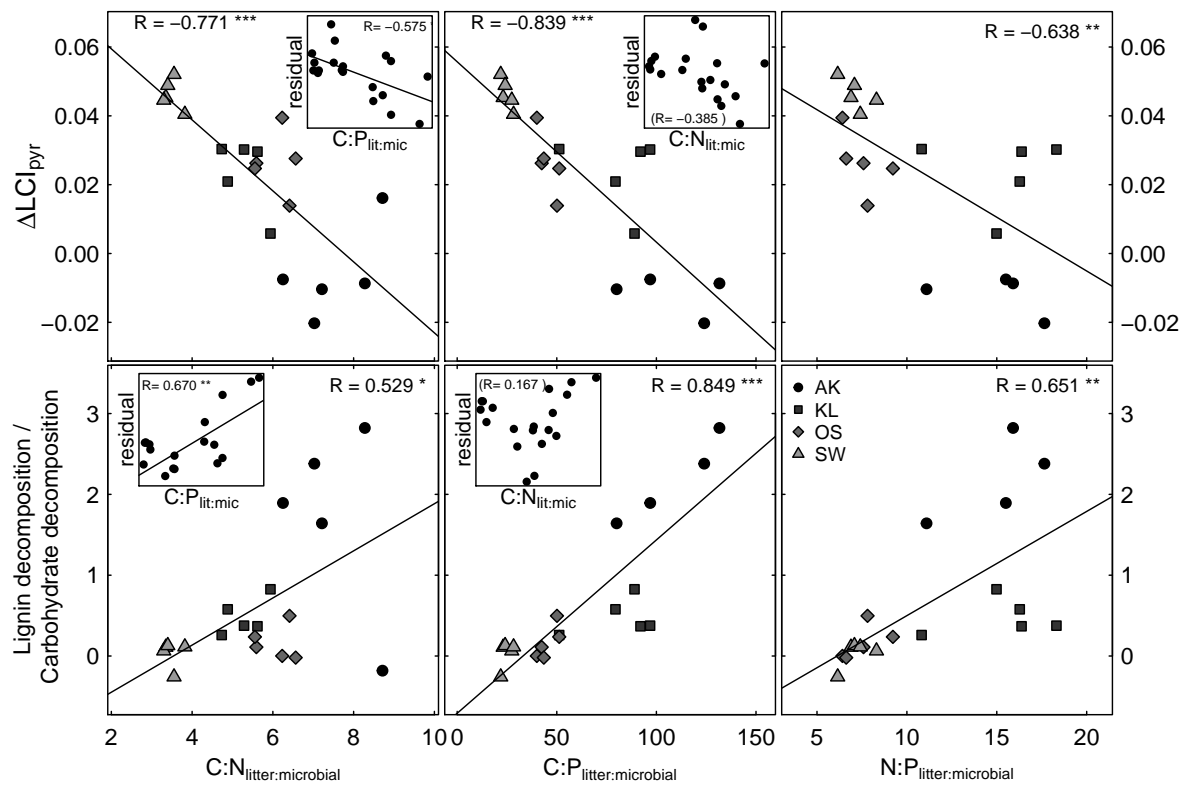 R = −0.771 ***
R = −0.575
residual
C:Plit:mic
R = −0.839 ***
residual
(R= −0.385 )
C:Nlit:mic
R = −0.638 **
ΔLCIpyr
0.06
0.04
0.02
0.00
−0.02
0.06
0.04
0.02
0.00
−0.02
R= 0.670 **
R = 0.529 *
residual
C:Plit:mic
(R= 0.167 )
R = 0.849 ***
residual
C:Nlit:mic
R = 0.651 **
AK
KL
OS
SW
Lignin decomposition /
Carbohydrate decomposition
3
2
1
0
3
2
1
0
2 4 6 8 10
0 50 100 150
5 10 15 20
C:Nlitter:microbial
C:Plitter:microbial
N:Plitter:microbial